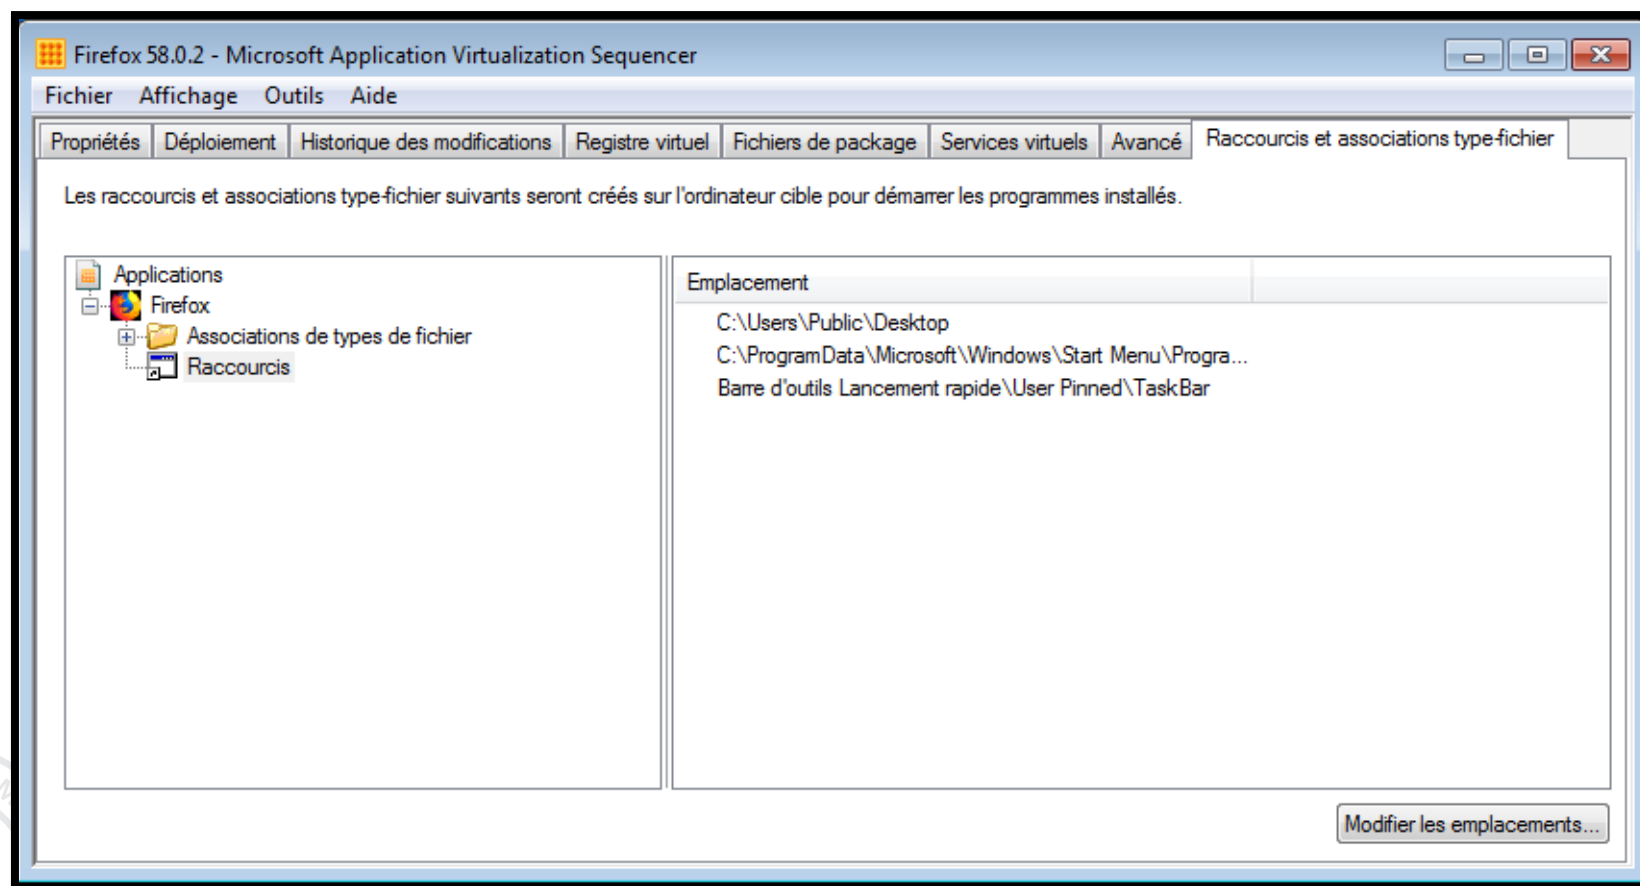 Firefox 58.0.2 - Microsoft Application Virtualization Sequencer
Fichier Affichage Outils Aide
Propriétés Déploiement Historique des modifications Registre virtuel Fichiers de package Services virtuels Avancé Raccourcis et associations type-fichier
Les raccourcis et associations type-fichier suivants seront créés sur l'ordinateur cible pour démarrer les programmes installés.
Applications
Firefox
Associations de types de fichier
Raccourcis
Emplacement
C:\Users\Public\Desktop
C:\ProgramData\Microsoft\Windows\Start Menu\Progra...
Barre d'outils Lancement rapide\User Pinned\TaskBar
Modifier les emplacements...